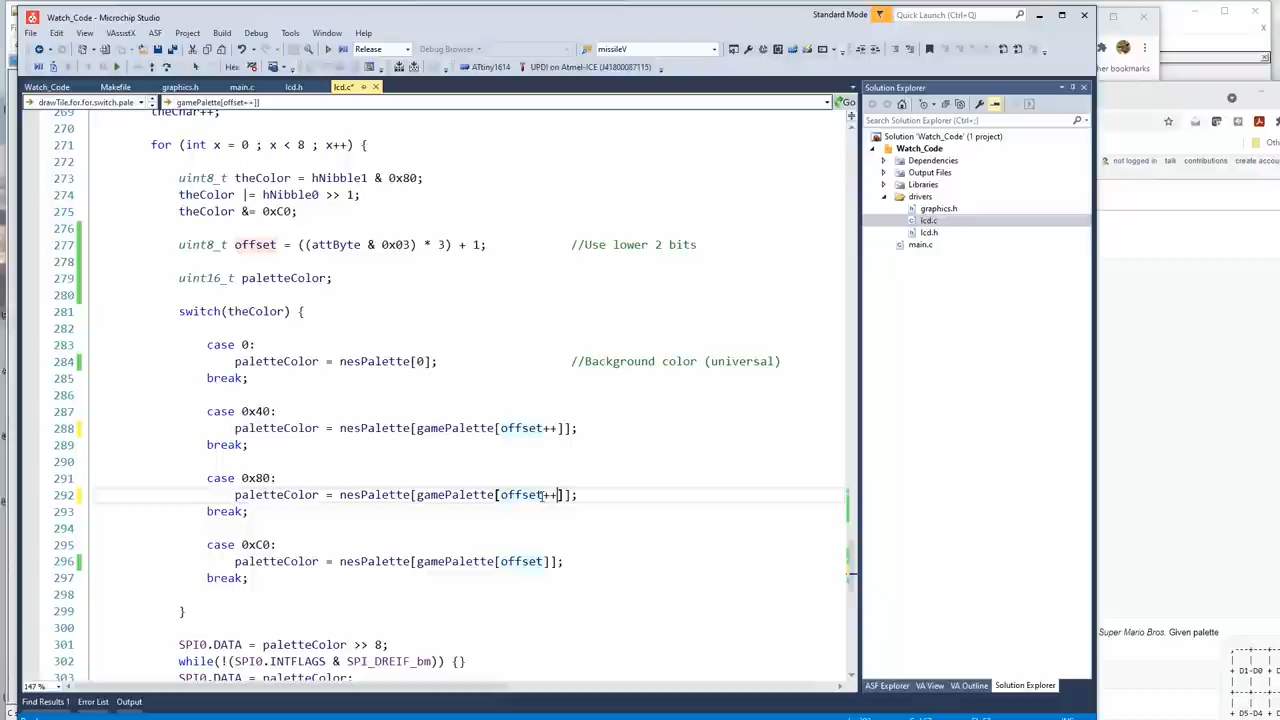 Watch_Code - Microchip Studio
Standard Mode
Quick Launch (Ctrl+Q)
File Edit View VAssistX ASF Project Build Debug Tools Window Help
Release
Debug Browser
missileV
Hex
ATtiny1614
UPDI on Atmel-ICE (J41800087115)
Watch_Code Makefile graphics.h main.c lcd.h lcd.c*
drawTile.for.for.switch.pale
gamePalette[offset++]]
Go
269 theChar++;
270
271 for (int x = 0 ; x < 8 ; x++) {
272
273 uint8_t theColor = hNibble1 & 0x80;
274 theColor |= hNibble0 >> 1;
275 theColor &= 0xC0;
276
277 uint8_t offset = ((attByte & 0x03) * 3) + 1; //Use lower 2 bits
278
279 uint16_t paletteColor;
280
281 switch(theColor) {
282
283 case 0:
284 paletteColor = nesPalette[0]; //Background color (universal)
285 break;
286
287 case 0x40:
288 paletteColor = nesPalette[gamePalette[offset++]];
289 break;
290
291 case 0x80:
292 paletteColor = nesPalette[gamePalette[offset++]];
293 break;
294
295 case 0xC0:
296 paletteColor = nesPalette[gamePalette[offset]];
297 break;
298
299 }
300
301 SPI0.DATA = paletteColor >> 8;
302 while(!(SPI0.INTFLAGS & SPI_DREIF_bm)) {}
303 SPI0.DATA = paletteColor;
147 %
Find Results 1 Error List Output
Solution Explorer
Search Solution Explorer (Ctrl+;)
Solution 'Watch_Code' (1 project)
Watch_Code
Dependencies
Output Files
Libraries
drivers
graphics.h
lcd.c
lcd.h
main.c
ASF Explorer VA View VA Outline Solution Explorer
her bookmarks
Oth
not logged in talk contributions create accou
Super Mario Bros. Given palette
+ D1-D0 + D
+ D5-D4 + D